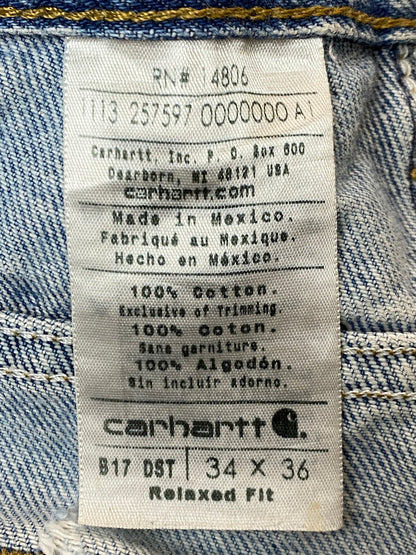 RN# 14806
1113 257597 0000000 A1
Carhartt, Inc. P. O. Box 600
Dearborn, MI 48121 USA
carhartt.com
Made in Mexico.
Fabriqué au Mexique.
Hecho en México.
100% Cotton.
Exclusive of Trimming.
100% Coton.
Sans garniture.
100% Algodón.
Sin incluir adorno.
carhartt
B17 DST | 34 X 36
Relaxed Fit